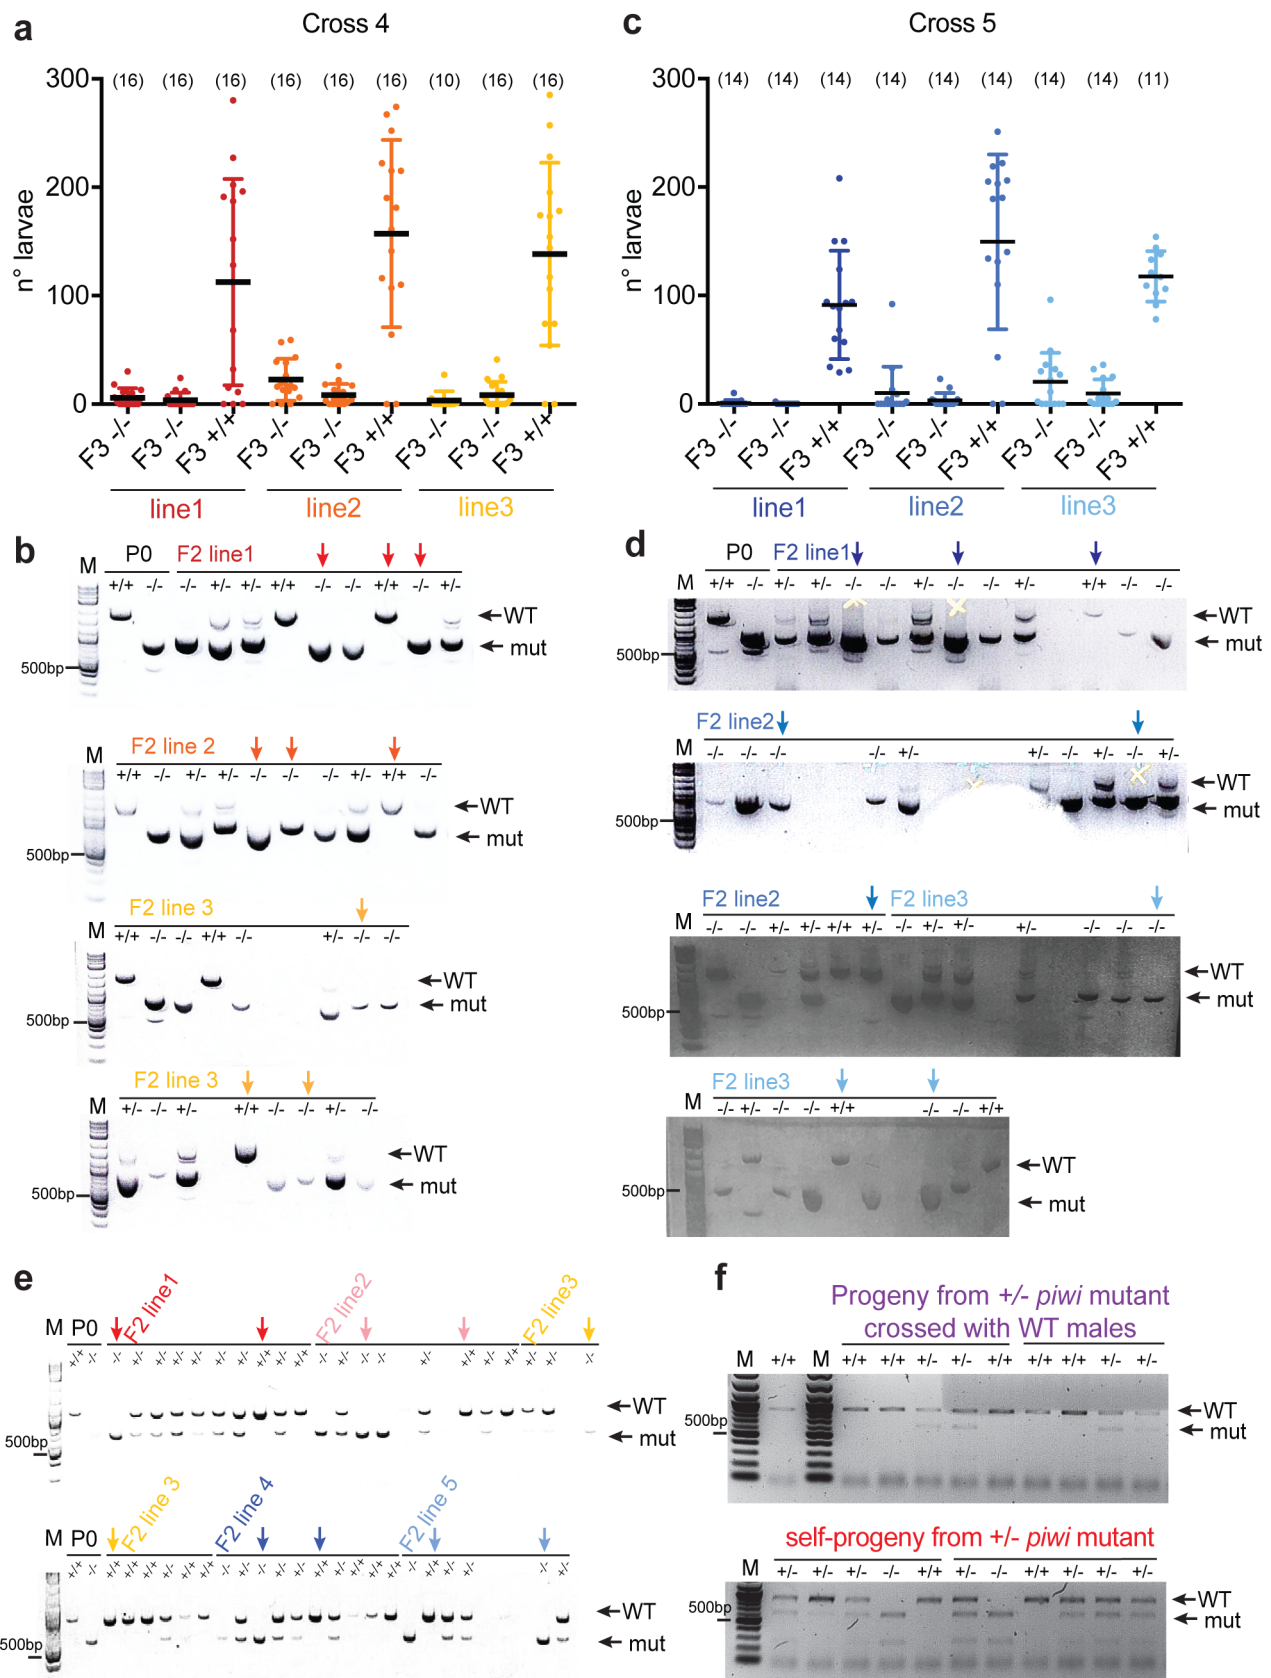 a
Cross 4
300 (16) (16) (16) (16) (16) (16) (10) (16) (16)
200
100
0
n° larvae
F3 -/- F3 -/- F3 +/+ F3 -/- F3 -/- F3 +/+ F3 -/- F3 -/- F3 +/+
line1 line2 line3
c
Cross 5
300 (14) (14) (14) (14) (14) (14) (14) (14) (11)
200
100
0
n° larvae
F3 -/- F3 -/- F3 +/+ F3 -/- F3 -/- F3 +/+ F3 -/- F3 -/- F3 +/+
line1 line2 line3
b
M P0 F2 line1
+/+ -/- -/- +/- +/- +/+ -/- -/- +/+ -/- +/-
WT
mut
500bp
M F2 line 2
+/+ -/- +/- +/- -/- -/- -/- +/- +/+ -/-
WT
mut
500bp
M F2 line 3
+/+ -/- -/- +/+ -/- +/- -/- -/-
WT
mut
500bp
M F2 line 3
+/- -/- +/- +/+ -/- -/- +/- -/-
WT
mut
500bp
d
M P0 F2 line1
+/+ -/- +/- +/- -/- -/- +/- -/- -/- +/- +/+ -/- -/-
WT
mut
500bp
M F2 line2
-/- -/- -/- -/- +/- +/- -/- +/- -/- +/-
WT
mut
500bp
M F2 line2 F2 line3
-/- -/- +/- +/- +/+ +/- -/- +/- +/- +/- -/- -/- -/-
WT
mut
500bp
M F2 line3
-/- +/- -/- -/- +/+ -/- -/- +/+
WT
mut
500bp
e
M P0 F2 line1 F2 line2 F2 line3
+/+ -/- -/- +/- +/- +/- +/- +/- +/- +/+ +/- +/+ -/- +/- -/- -/- +/- +/+ +/- +/+ +/- +/- -/-
WT
mut
500bp
M P0 F2 line 3 F2 line 4 F2 line 5
WT
mut
500bp
f
Progeny from +/- piwi mutant
crossed with WT males
M +/+ M +/+ +/+ +/- +/- +/+ +/+ +/+ +/- +/-
WT
mut
500bp
self-progeny from +/- piwi mutant
M +/- +/+ +/- -/- +/+ +/- -/- +/+ +/- +/- +/-
WT
mut
500bp